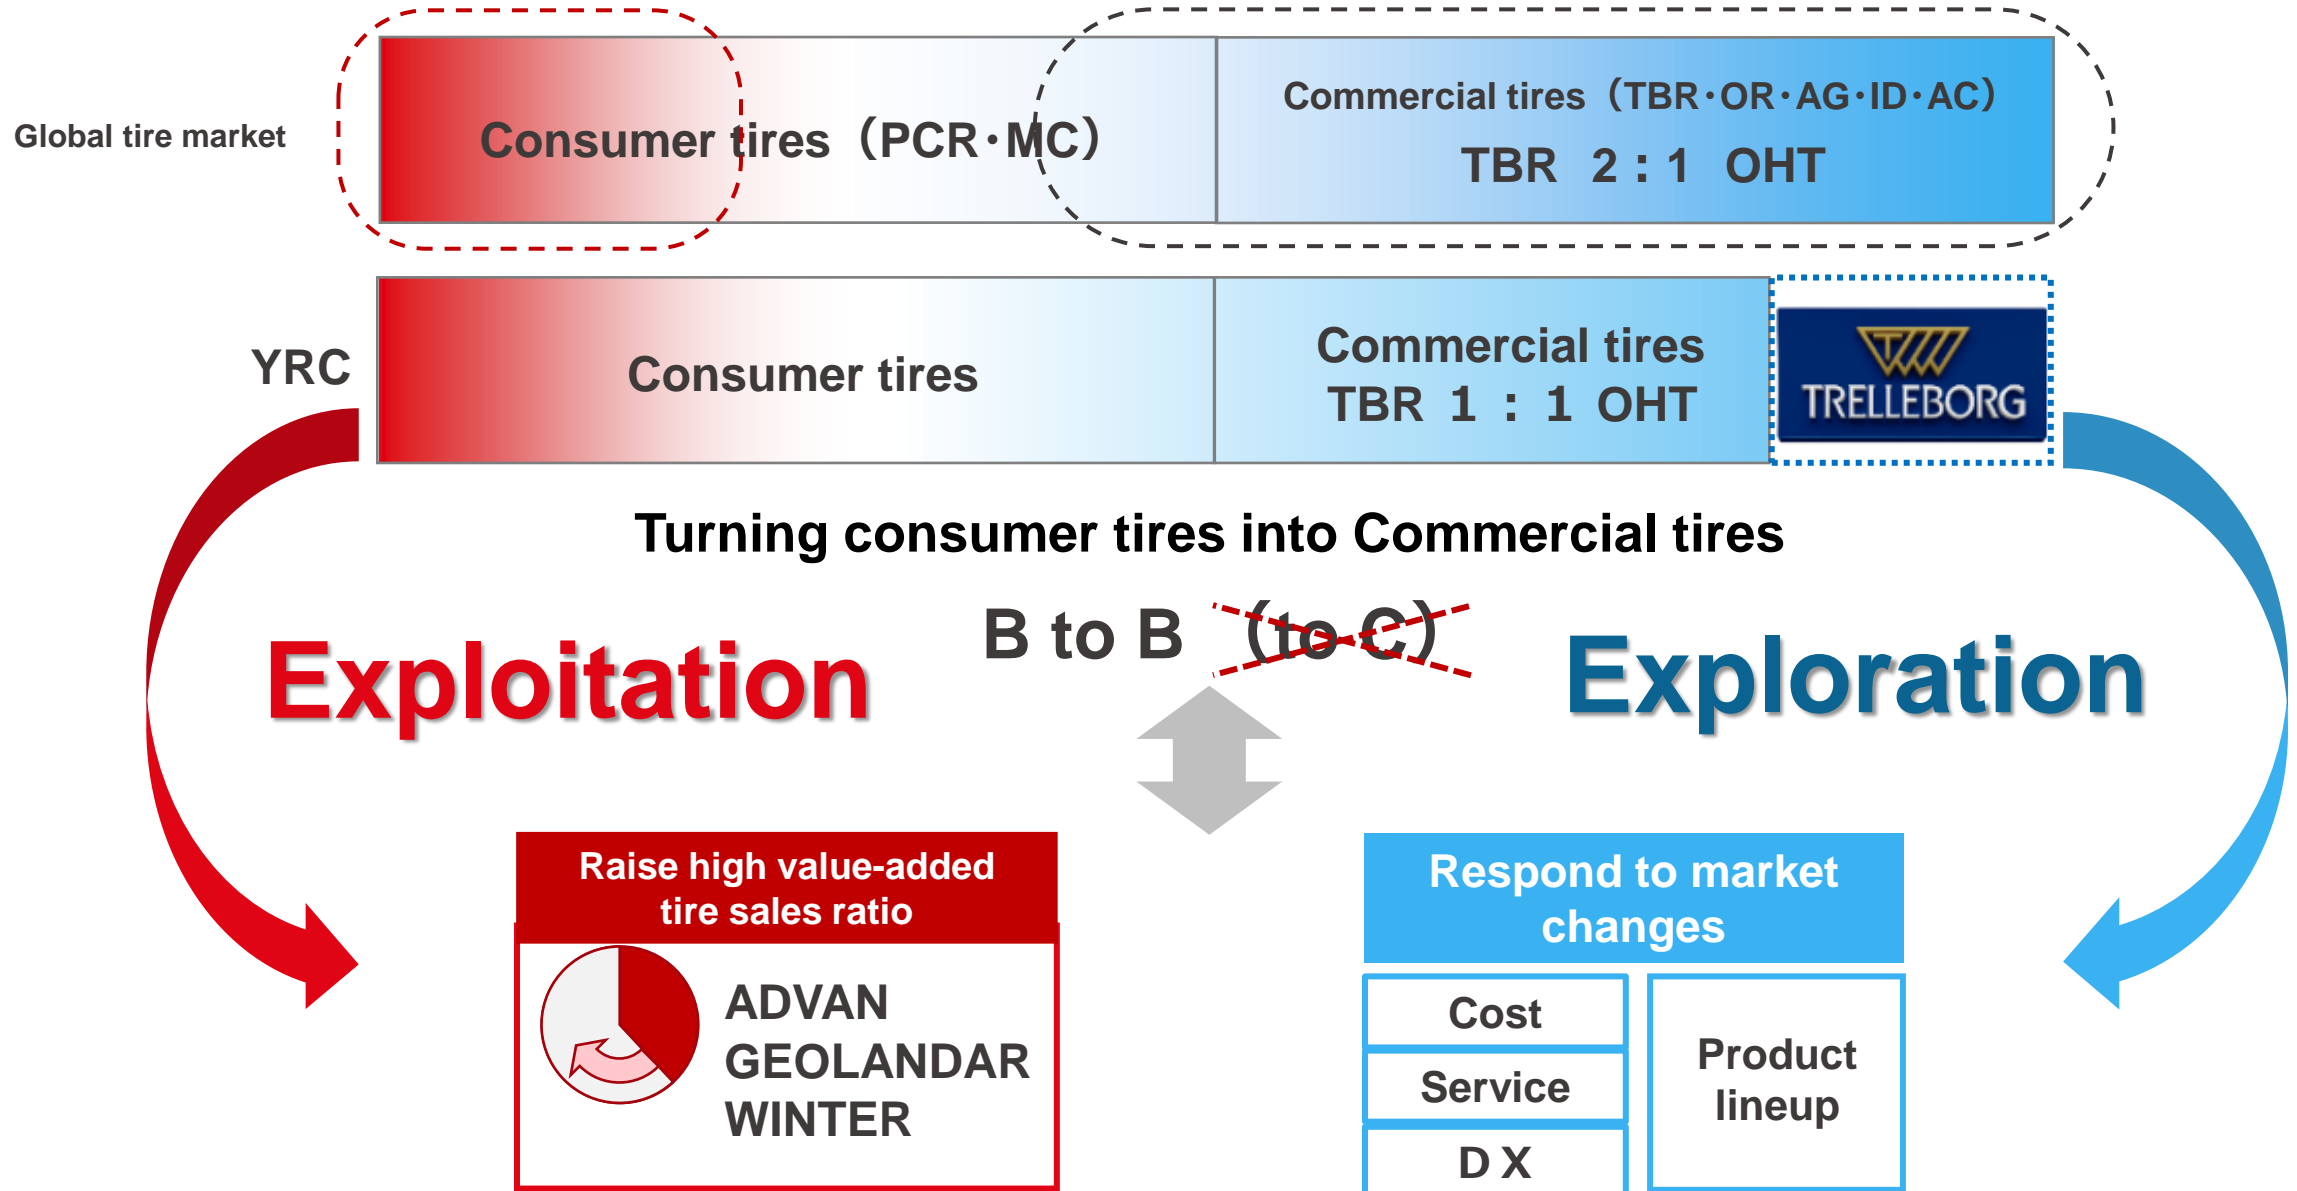 Global tire market
Consumer tires（PCR･MC）
Commercial tires（TBR･OR･AG･ID･AC）
TBR 2：1 OHT
YRC
Consumer tires
Commercial tires
TBR 1 : 1 OHT
TRELLEBORG
Turning consumer tires into Commercial tires
B to B （to C）
Exploitation
Exploration
Raise high value-added
tire sales ratio
ADVAN
GEOLANDAR
WINTER
Respond to market
changes
Cost
Service
D X
Product
lineup